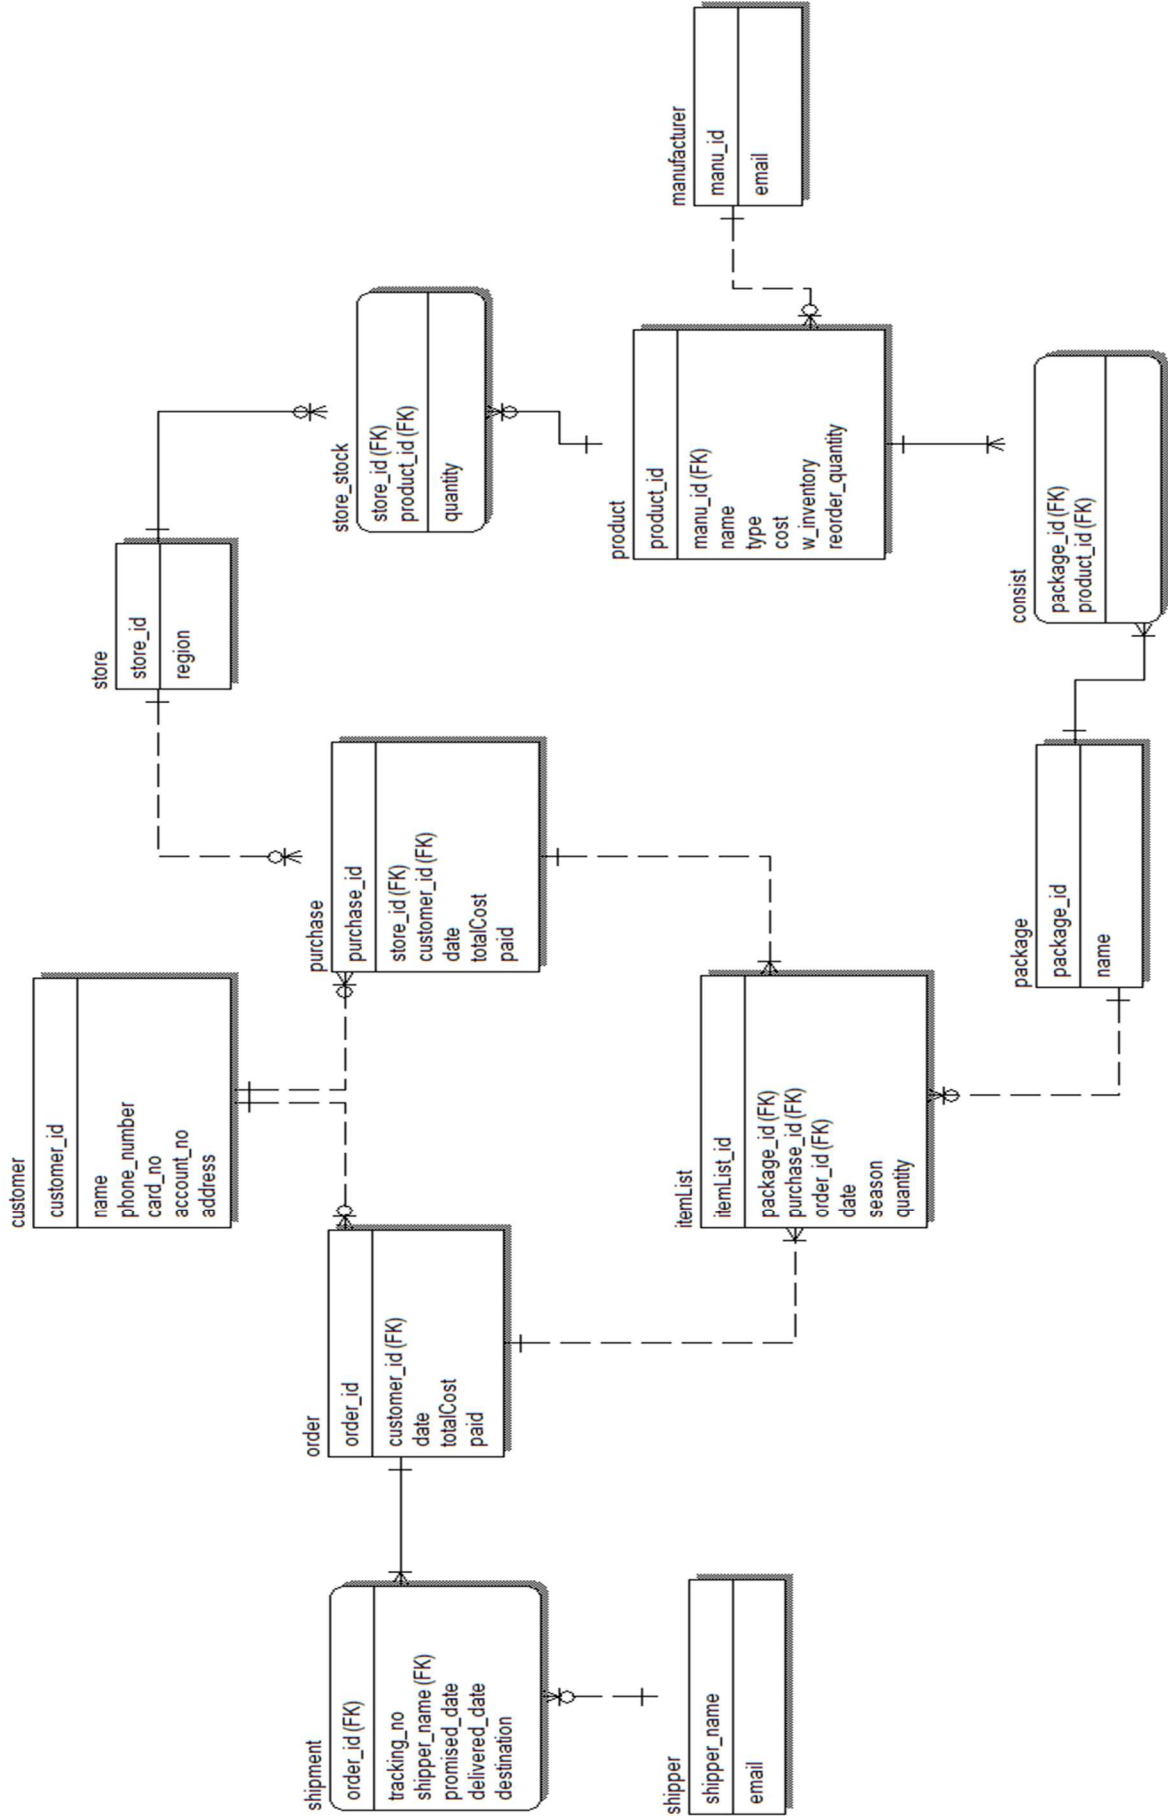 customer
customer_id
name
phone_number
card_no
account_no
address
store
store_id
region
shipment
order_id (FK)
tracking_no
shipper_name (FK)
promised_date
delivered_date
destination
order
order_id
customer_id (FK)
date
totalCost
paid
purchase
purchase_id
store_id (FK)
customer_id (FK)
date
totalCost
paid
store_stock
store_id (FK)
product_id (FK)
quantity
shipper
shipper_name
email
itemList
itemList_id
package_id (FK)
purchase_id (FK)
order_id (FK)
date
season
quantity
product
product_id
manu_id (FK)
name
type
cost
w_inventory
reorder_quantity
manufacturer
manu_id
email
package
package_id
name
consist
package_id (FK)
product_id (FK)